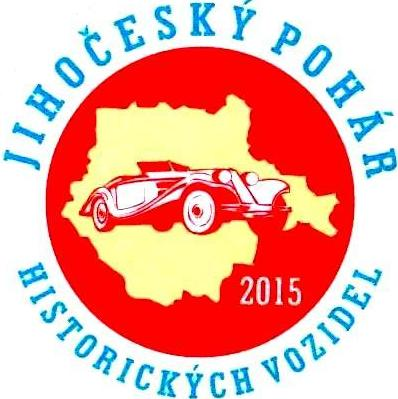 JIHOČESKÝ POHÁR
2015
HISTORICKÝCH VOZIDEL